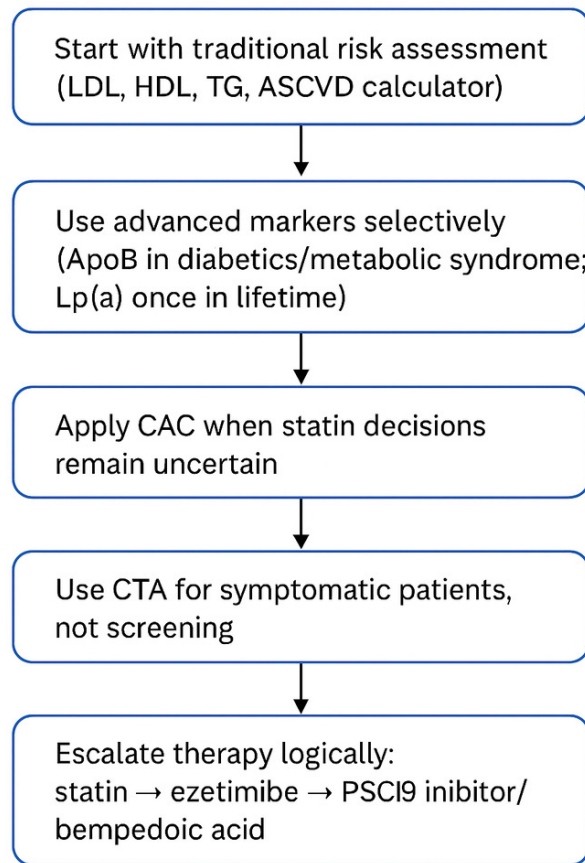 Start with traditional risk assessment
(LDL, HDL, TG, ASCVD calculator)
Use advanced markers selectively
(ApoB in diabetics/metabolic syndrome;
Lp(a) once in lifetime)
Apply CAC when statin decisions
remain uncertain
Use CTA for symptomatic patients,
not screening
Escalate therapy logically:
statin → ezetimibe → PSCI9 inibitor/
bempedoic acid